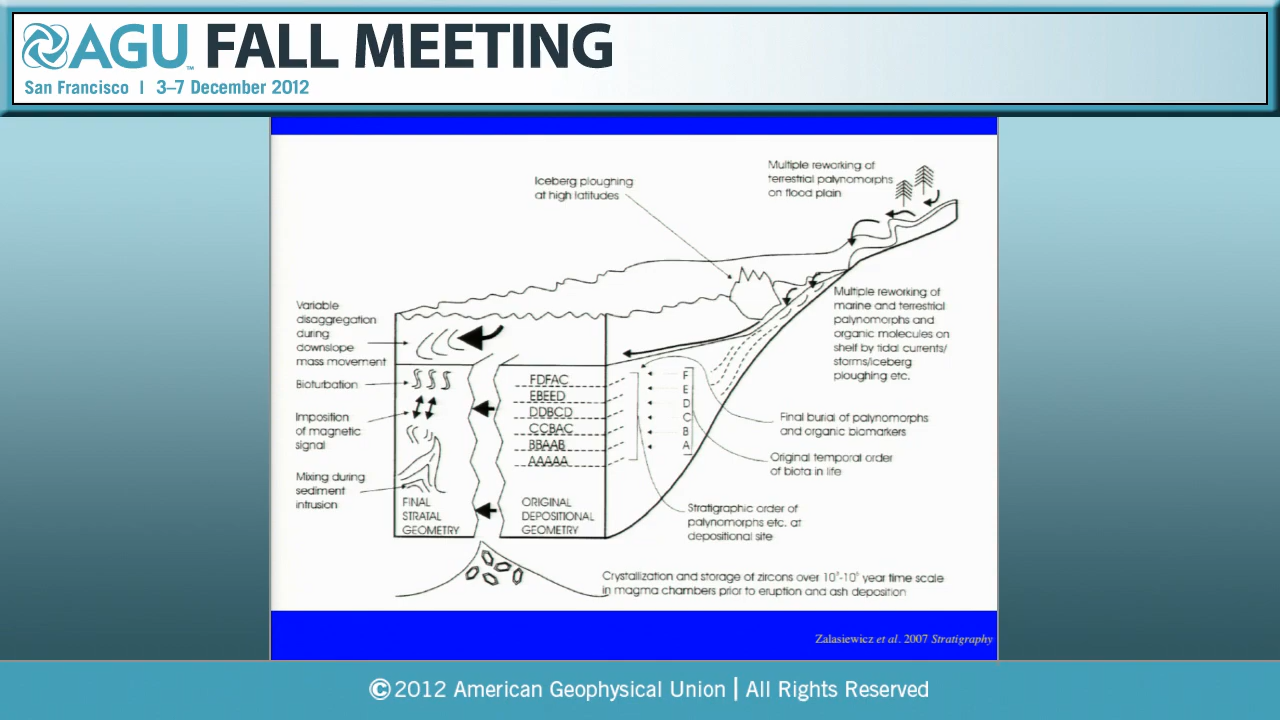 AGU™ FALL MEETING
San Francisco | 3–7 December 2012
Multiple reworking of
terrestrial palynomorphs
on flood plain
Iceberg ploughing
at high latitudes
Variable
disaggregation
during
downslope
mass movement
Bioturbation
Imposition
of magnetic
signal
Mixing during
sediment
intrusion
FINAL
STRATAL
GEOMETRY
FDFAC
EBEED
DDBCD
CCBAC
BBAAB
AAAAA
ORIGINAL
DEPOSITIONAL
GEOMETRY
F
E
D
C
B
A
Multiple reworking of
marine and terrestrial
palynomorphs and
organic molecules on
shelf by tidal currents/
storms/iceberg
ploughing etc.
Final burial of palynomorphs
and organic biomarkers
Original temporal order
of biota in life
Stratigraphic order of
palynomorphs etc. at
depositional site
Crystallization and storage of zircons over year time scale
in magma chambers prior to eruption and ash deposition
Zalasiewicz et al. 2007 Stratigraphy
©2012 American Geophysical Union | All Rights Reserved